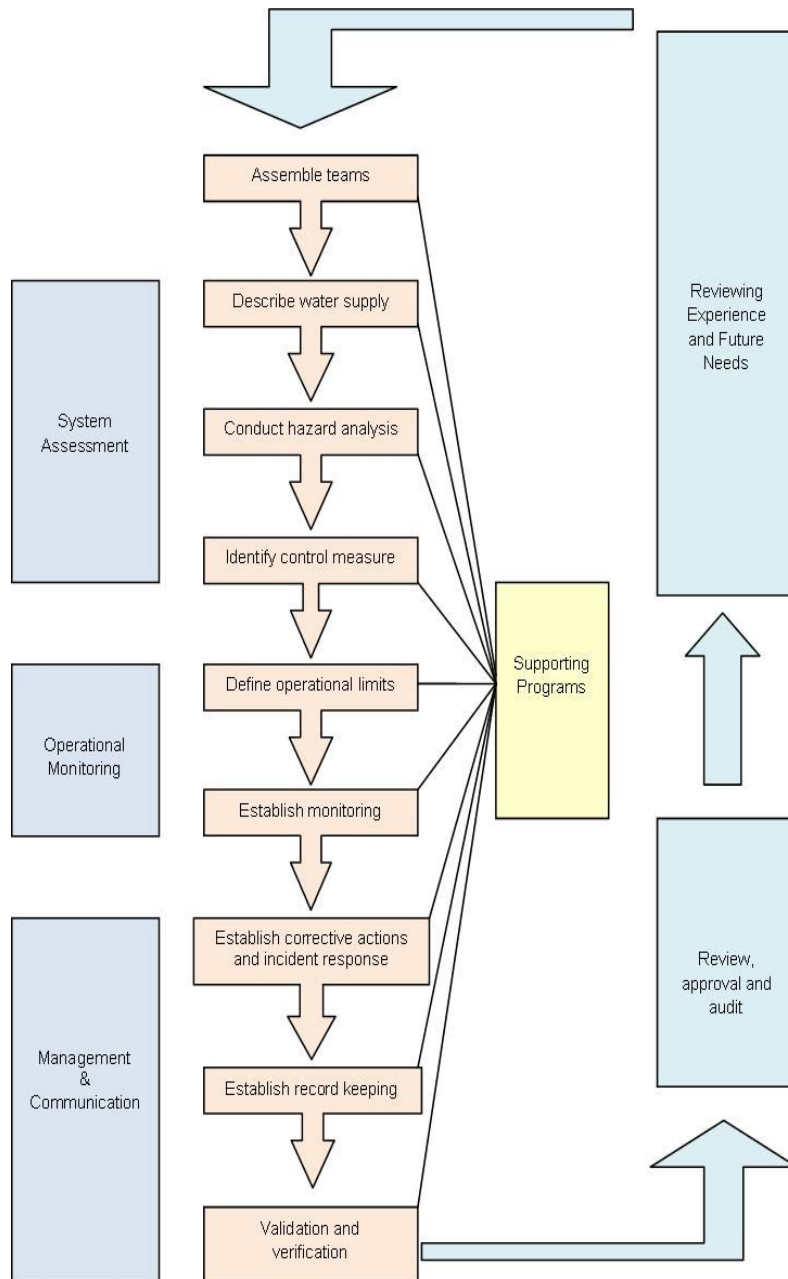 Assemble teams
Describe water supply
Conduct hazard analysis
Identify control measure
Define operational limits
Establish monitoring
Establish corrective actions
and incident response
Establish record keeping
Validation and
verification
System
Assessment
Operational
Monitoring
Management
&
Communication
Supporting
Programs
Reviewing
Experience
and Future
Needs
Review,
approval and
audit